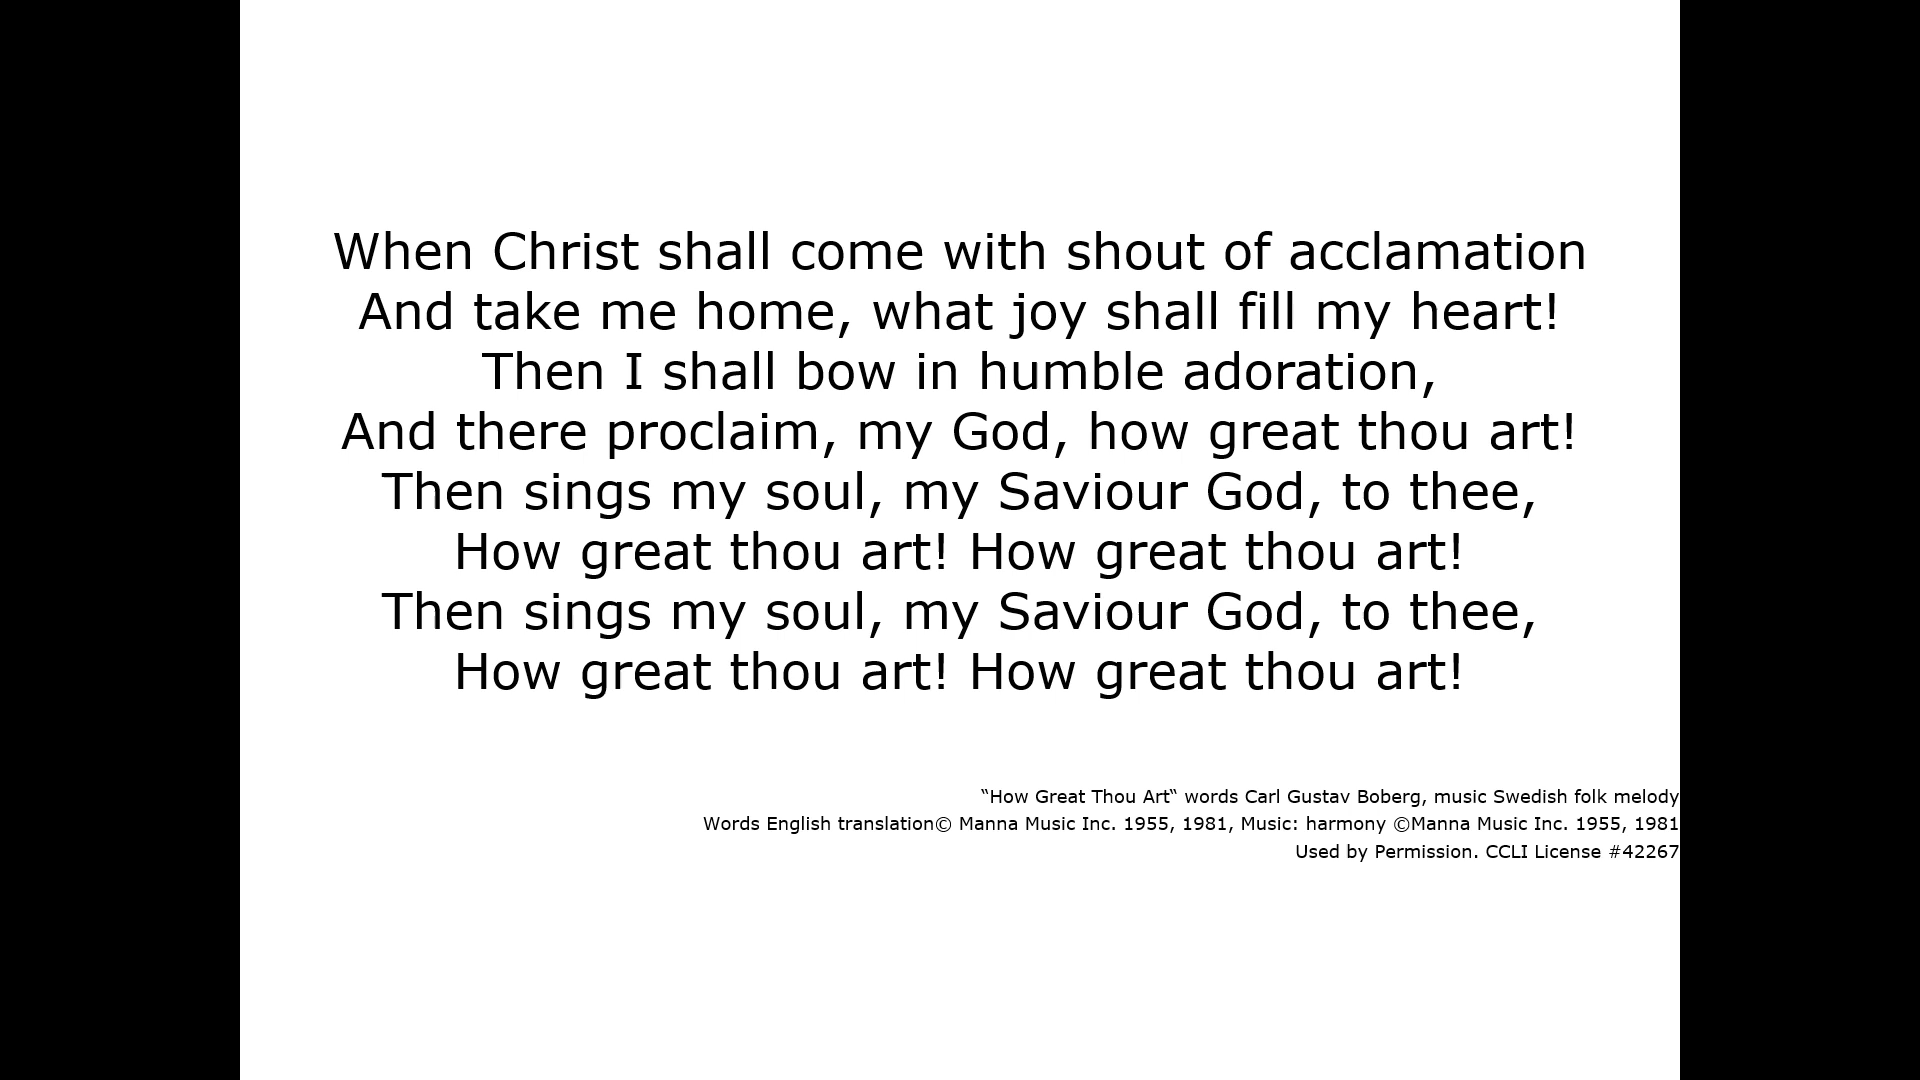 When Christ shall come with shout of acclamation
And take me home, what joy shall fill my heart!
Then I shall bow in humble adoration,
And there proclaim, my God, how great thou art!
Then sings my soul, my Saviour God, to thee,
How great thou art! How great thou art!
Then sings my soul, my Saviour God, to thee,
How great thou art! How great thou art!
“How Great Thou Art“ words Carl Gustav Boberg, music Swedish folk melody
Words English translation© Manna Music Inc. 1955, 1981, Music: harmony ©Manna Music Inc. 1955, 1981
Used by Permission. CCLI License #42267